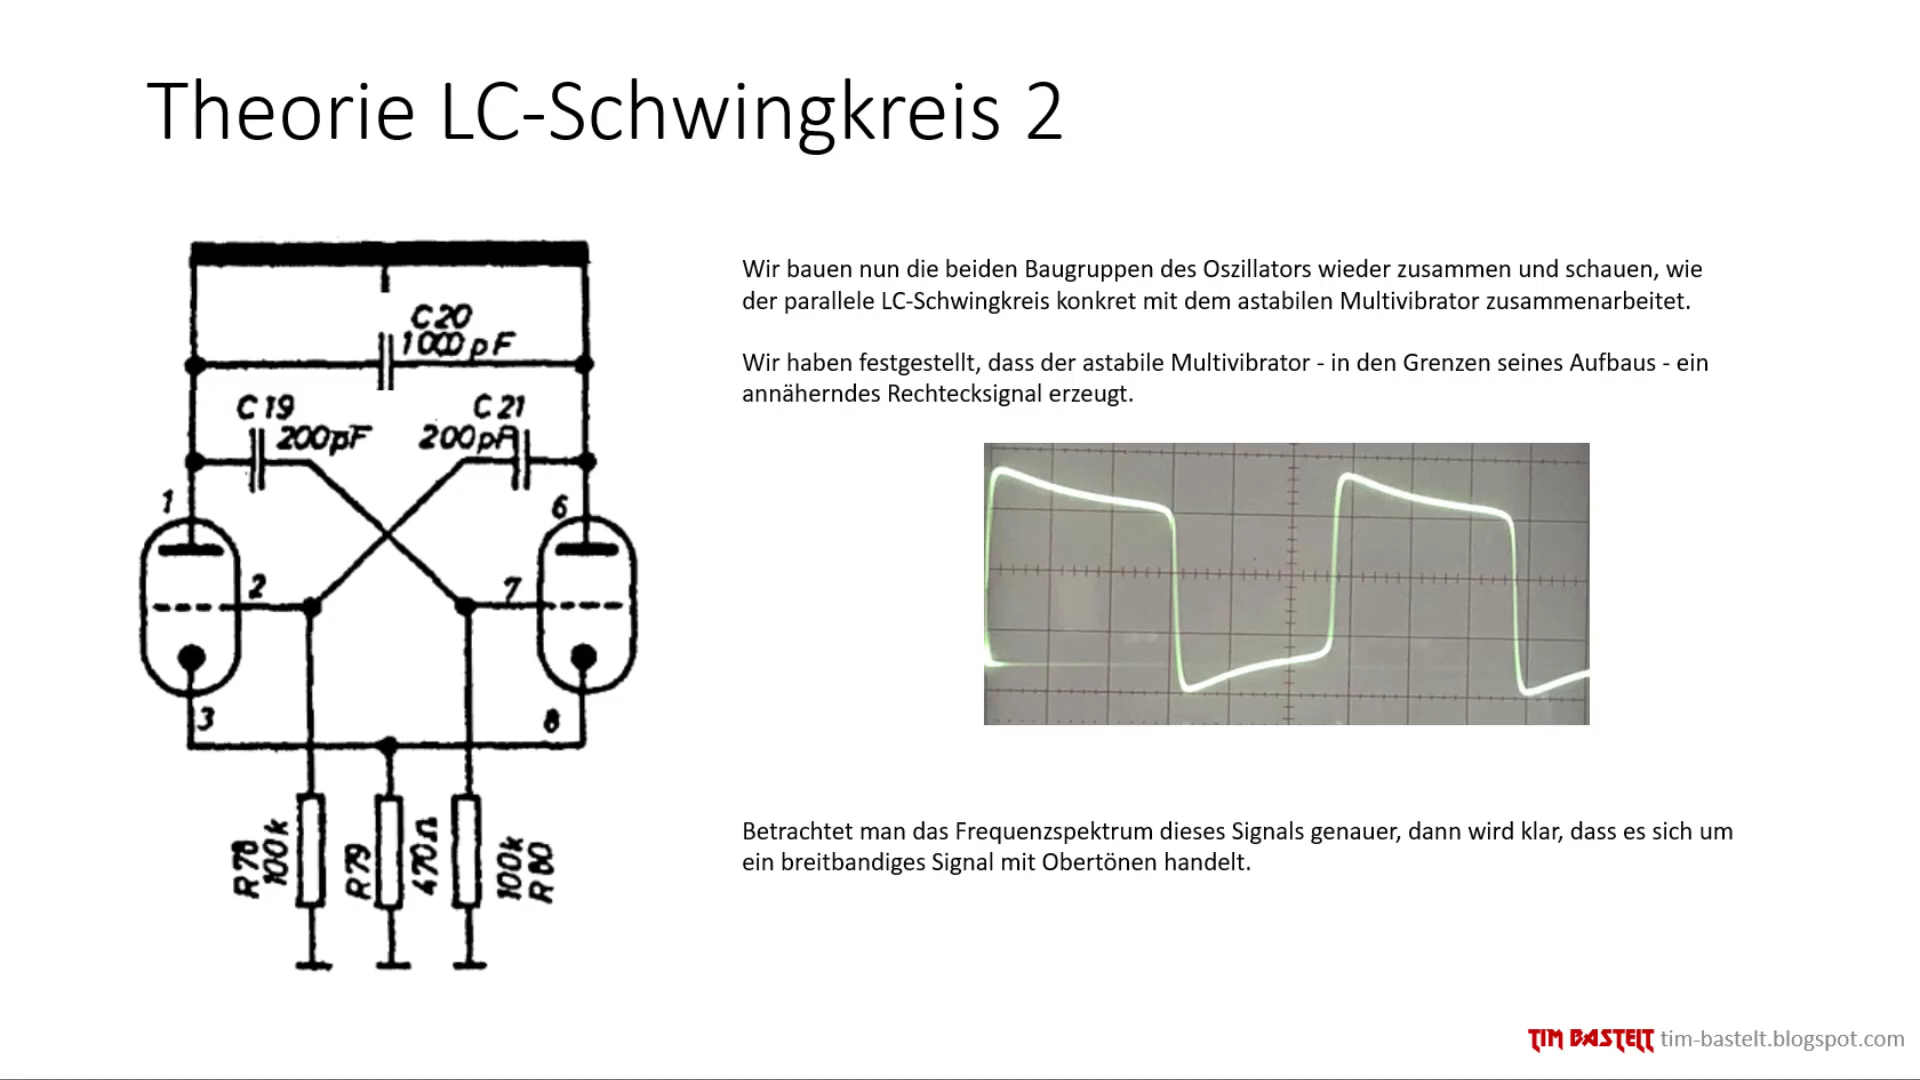 Theorie LC-Schwingkreis 2
C20
1000pF
C19
200pF
C21
200pF
1
6
2
7
3
8
R78
100k
R79
470Ω
100k
R80
Wir bauen nun die beiden Baugruppen des Oszillators wieder zusammen und schauen, wie
der parallele LC-Schwingkreis konkret mit dem astabilen Multivibrator zusammenarbeitet.
Wir haben festgestellt, dass der astabile Multivibrator - in den Grenzen seines Aufbaus - ein
annäherndes Rechtecksignal erzeugt.
Betrachtet man das Frequenzspektrum dieses Signals genauer, dann wird klar, dass es sich um
ein breitbandiges Signal mit Obertönen handelt.
TIM BASTELT tim-bastelt.blogspot.com